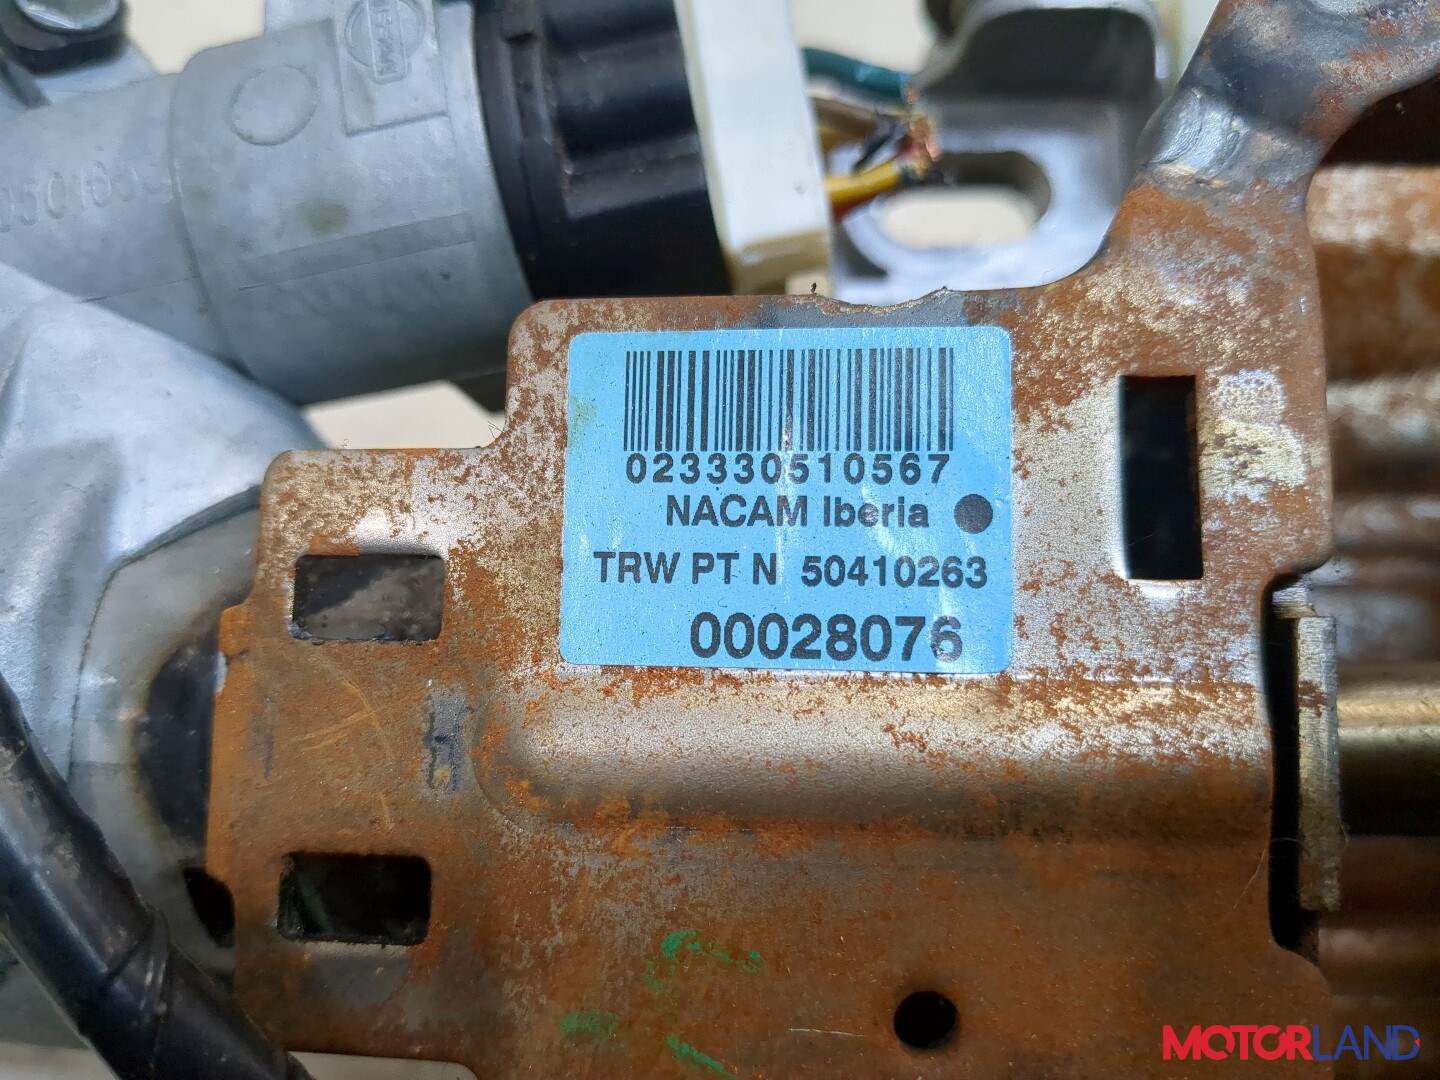 023330510567
NACAM Iberia
TRW PT N 50410263
00028076
MOTORLAND